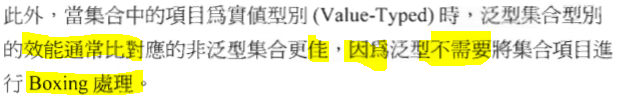 此外，當集合中的項目為實值型別 (Value-Typed) 時，泛型集合型別
的效能通常比對應的非泛型集合更佳，因為泛型不需要將集合項目進
行 Boxing 處理。